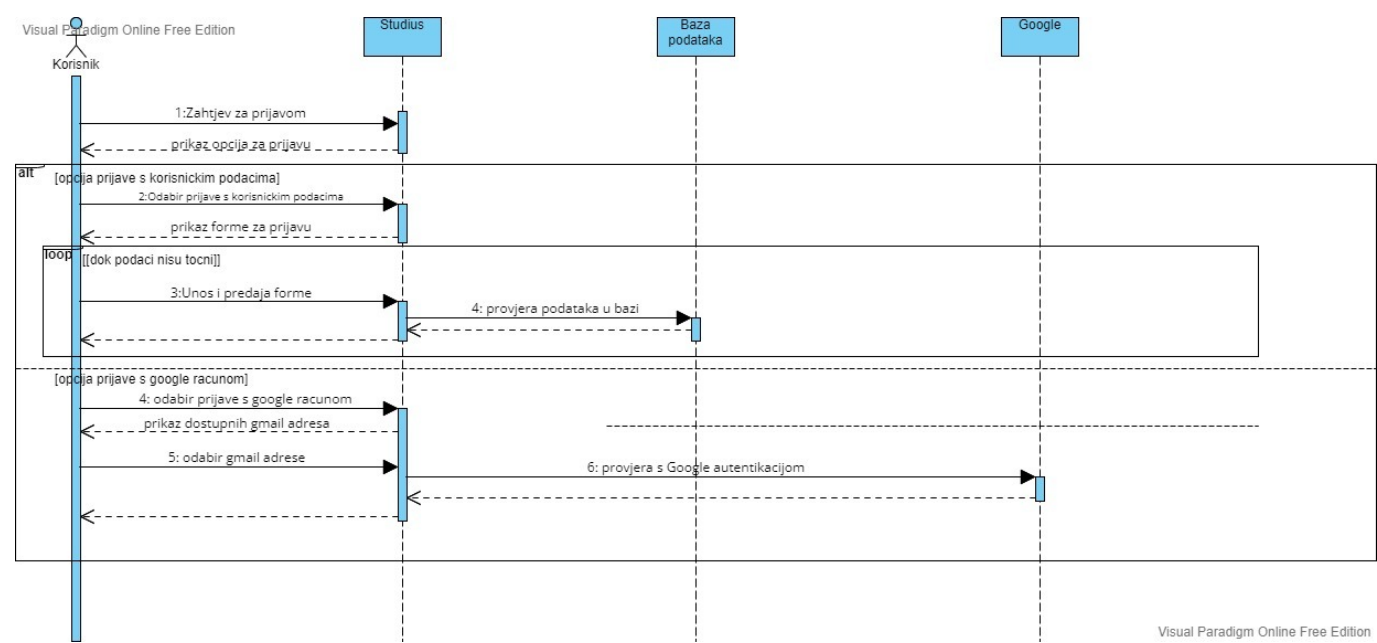 Visual Paradigm Online Free Edition
Studius
Baza
podataka
Google
Korisnik
1:Zahtjev za prijavom
prikaz opcija za prijavu
alt
[opcija prijave s korisnickim podacima]
2:Odabir prijave s korisnickim podacima
prikaz forme za prijavu
loop
[[dok podaci nisu tocni]]
3:Unos i predaja forme
4: provjera podataka u bazi
[opcija prijave s google racunom]
4: odabir prijave s google racunom
prikaz dostupnih gmail adresa
5: odabir gmail adrese
6: provjera s Google autentikacijom
Visual Paradigm Online Free Edition